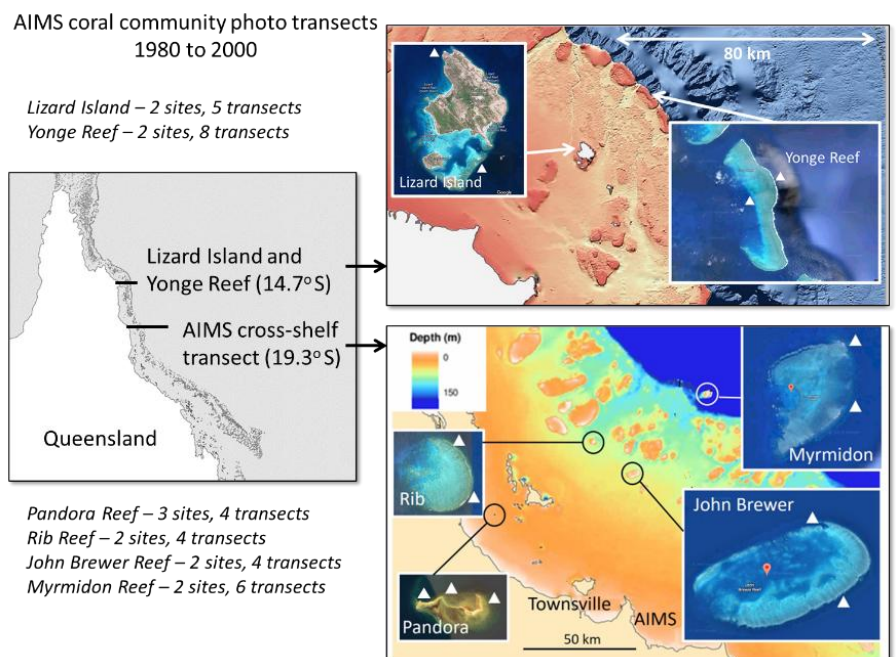 AIMS coral community photo transects
1980 to 2000
Lizard Island – 2 sites, 5 transects
Yonge Reef – 2 sites, 8 transects
Lizard Island and
Yonge Reef (14.7° S)
AIMS cross-shelf
transect (19.3° S)
Queensland
Pandora Reef – 3 sites, 4 transects
Rib Reef – 2 sites, 4 transects
John Brewer Reef – 2 sites, 4 transects
Myrmidon Reef – 2 sites, 6 transects
80 km
Lizard Island
Google
Yonge Reef
Depth (m)
0
150
Myrmidon
Rib
John Brewer
Pandora
Townsville
AIMS
50 km